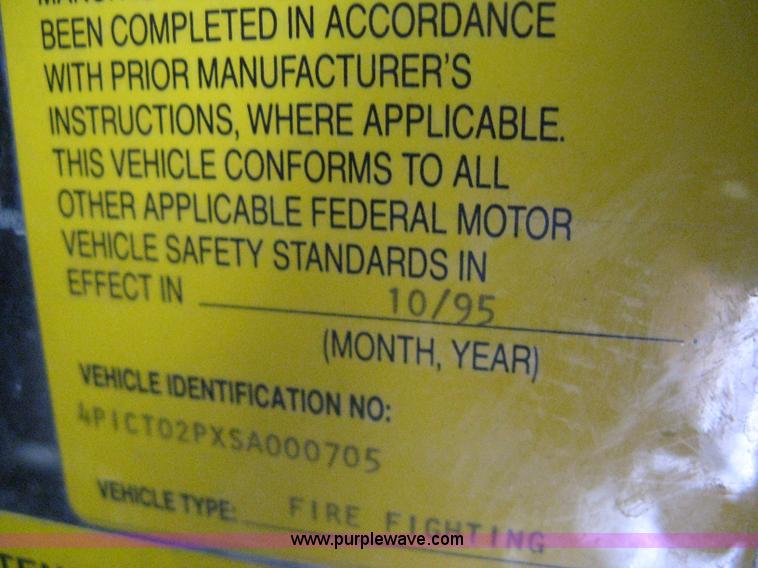 BEEN COMPLETED IN ACCORDANCE
WITH PRIOR MANUFACTURER'S
INSTRUCTIONS, WHERE APPLICABLE.
THIS VEHICLE CONFORMS TO ALL
OTHER APPLICABLE FEDERAL MOTOR
VEHICLE SAFETY STANDARDS IN
EFFECT IN 10/95
(MONTH, YEAR)
VEHICLE IDENTIFICATION NO:
4PICT02PXSA000705
VEHICLE TYPE: FIRE FIGHTING
www.purplewave.com